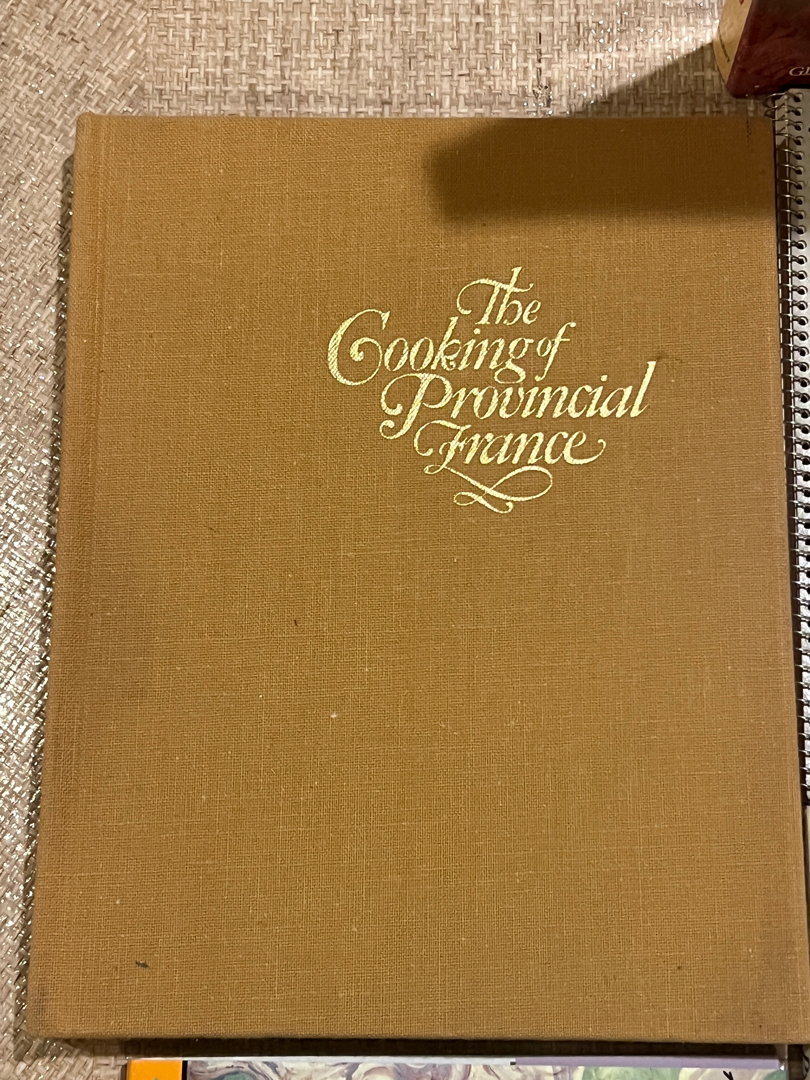 The
Cooking of
Provincial
France